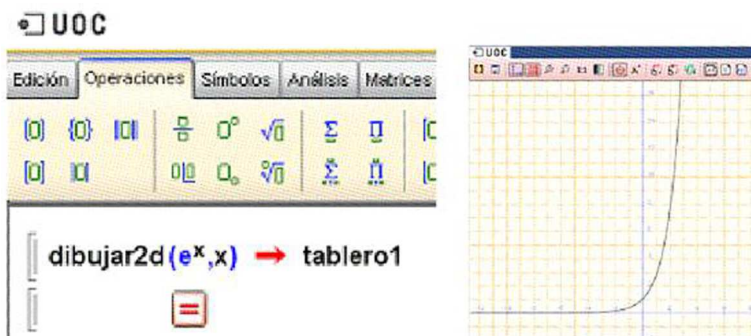 UOC
Edición Operaciones Símbolos Análisis Matrices
dibujar2d(eˣ,x) → tablero1
=
UOC